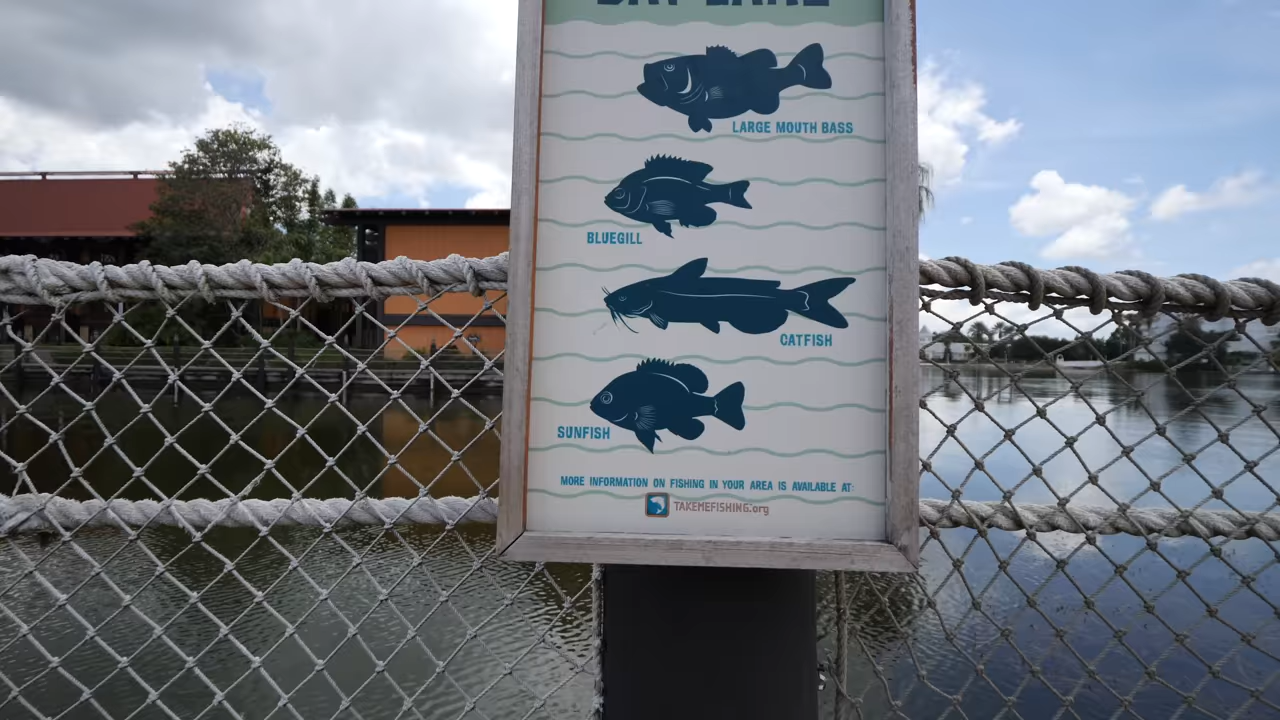 BAY LAKE
LARGE MOUTH BASS
BLUEGILL
CATFISH
SUNFISH
MORE INFORMATION ON FISHING IN YOUR AREA IS AVAILABLE AT:
TAKEMEFISHING.org